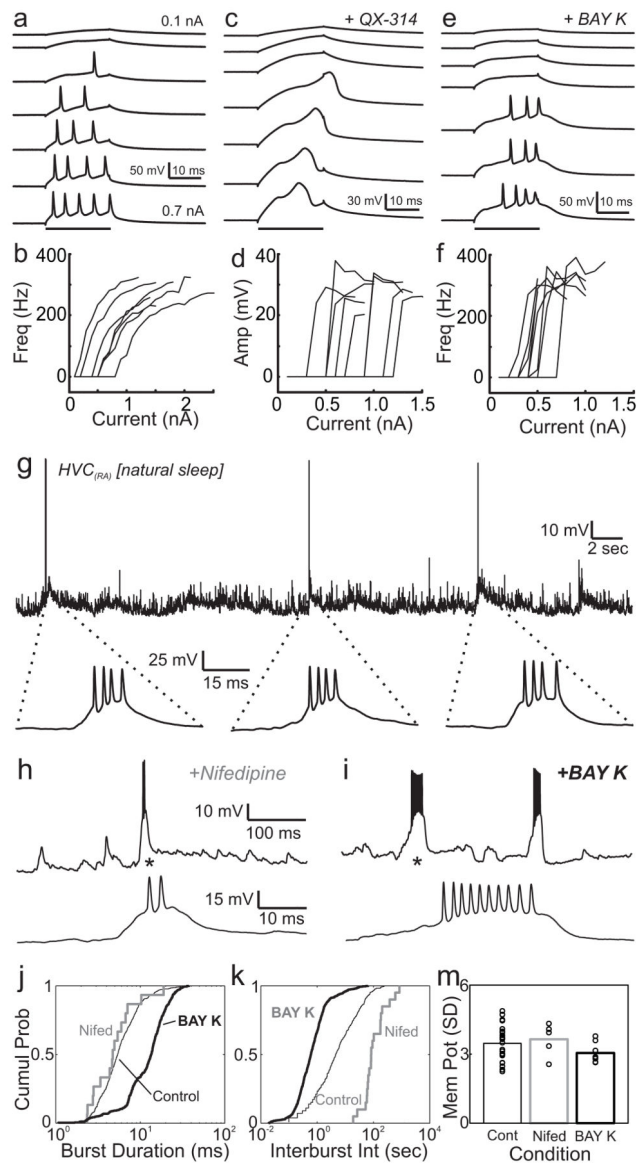 a
0.1 nA
50 mV
10 ms
0.7 nA
c
+ QX-314
30 mV
10 ms
e
+ BAY K
50 mV
10 ms
b
400
200
0
Freq (Hz)
0 1 2
Current (nA)
d
40
20
0
Amp (mV)
0 0.5 1.0 1.5
Current (nA)
f
400
200
0
Freq (Hz)
0 0.5 1.0 1.5
Current (nA)
g
HVC(RA) [natural sleep]
10 mV
2 sec
25 mV
15 ms
h
+Nifedipine
10 mV
100 ms
*
15 mV
10 ms
i
+BAY K
*
j
1
0.5
0
Cumul Prob
Nifed
BAY K
Control
10⁰ 10¹ 10²
Burst Duration (ms)
k
1
0.5
0
BAY K
Nifed
Control
10⁻² 10⁰ 10²
Interburst Int (sec)
m
6
3
0
Mem Pot (SD)
Cont Nifed BAY K
Condition